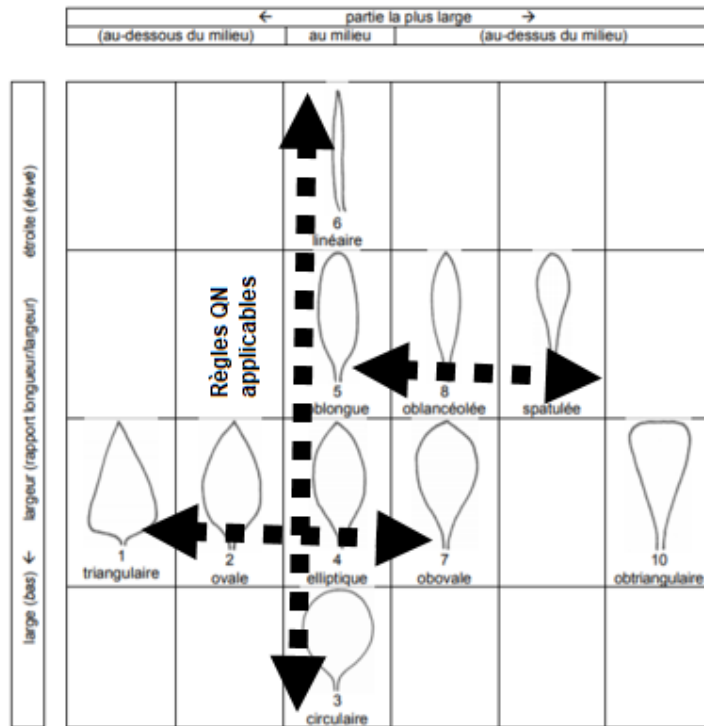 ← partie la plus large →
(au-dessous du milieu) au milieu (au-dessus du milieu)
large (bas) ← largeur (rapport longueur/largeur) étroite (élevé)
Règles QN
applicables
6
linéaire
5 8
oblongue oblancéolée spatulée
1 2 4 7 10
triangulaire ovale elliptique obovale obtriangulaire
3
circulaire